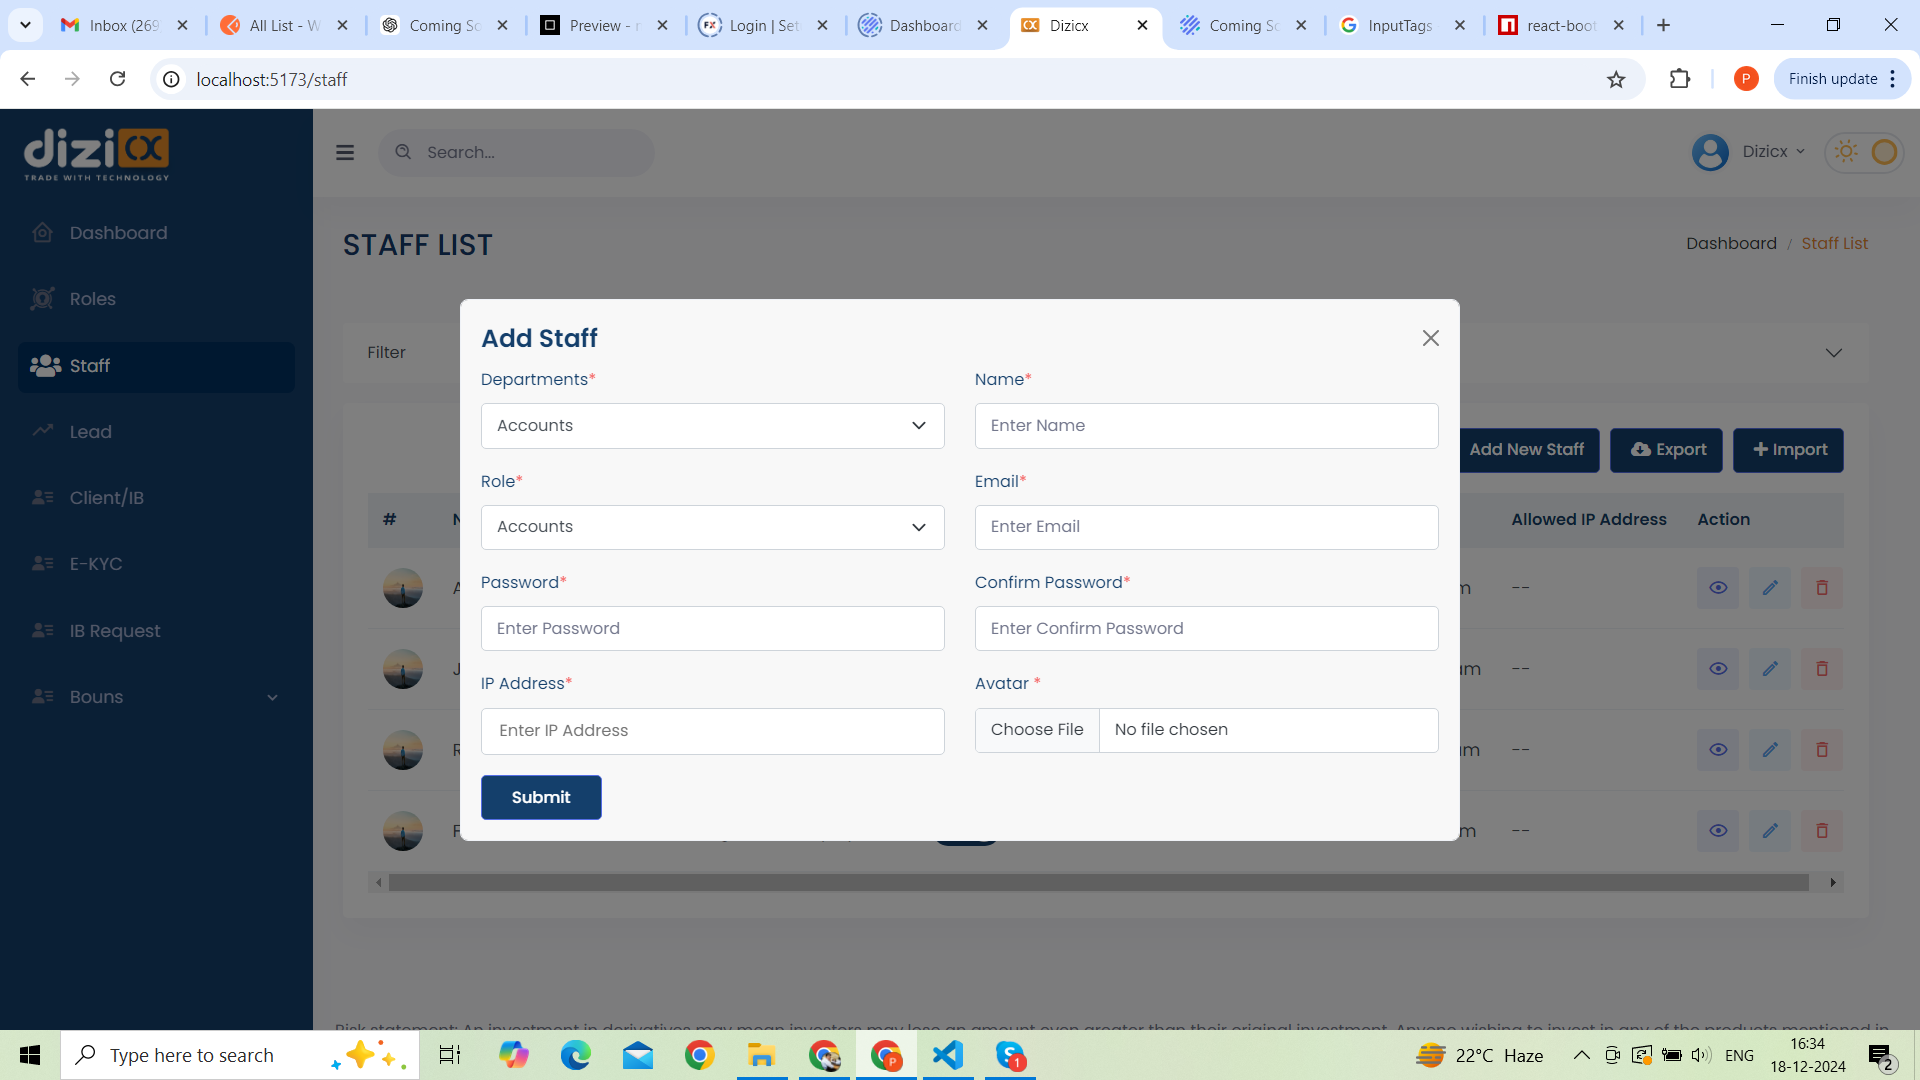 Inbox (269)
All List - W
Coming So
Preview - r
Login | Set
Dashboard
Dizicx
Coming So
InputTags
react-boot
localhost:5173/staff
P
Finish update
dizi CX
TRADE WITH TECHNOLOGY
Search...
Dizicx
Dashboard
Roles
Staff
Lead
Client/IB
E-KYC
IB Request
Bouns
STAFF LIST
Dashboard / Staff List
Filter
Add New Staff
Export
Import
#
Allowed IP Address
Action
--
--
--
--
Add Staff
Departments*
Accounts
Name*
Enter Name
Role*
Accounts
Email*
Enter Email
Password*
Enter Password
Confirm Password*
Enter Confirm Password
IP Address*
Enter IP Address
Avatar *
Choose File
No file chosen
Submit
Risk statement: An investment in derivatives may mean investors may lose an amount even greater than their original investment. Anyone wishing to invest in any of the products mentioned in
Type here to search
22°C Haze
ENG
16:34
18-12-2024
2